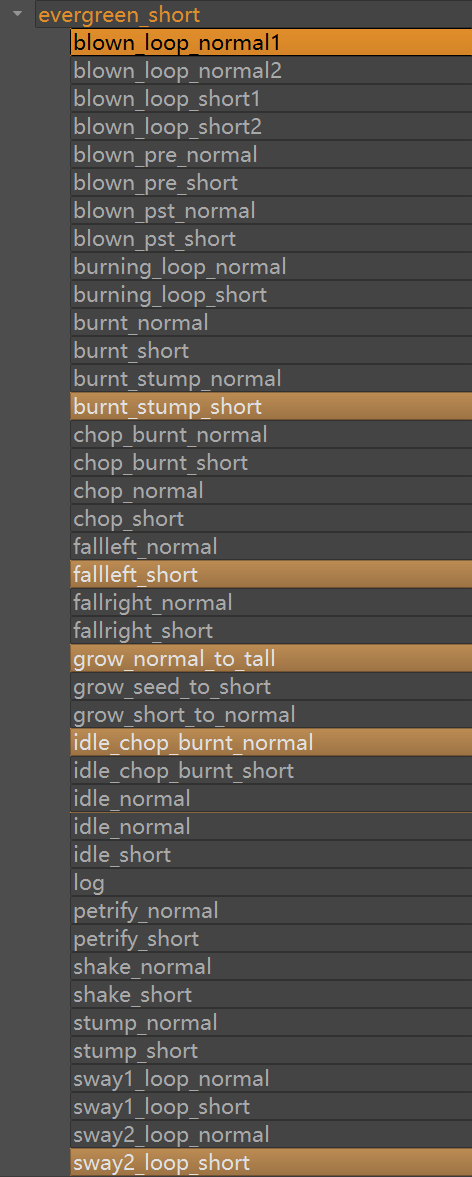 evergreen_short
blown_loop_normal1
blown_loop_normal2
blown_loop_short1
blown_loop_short2
blown_pre_normal
blown_pre_short
blown_pst_normal
blown_pst_short
burning_loop_normal
burning_loop_short
burnt_normal
burnt_short
burnt_stump_normal
burnt_stump_short
chop_burnt_normal
chop_burnt_short
chop_normal
chop_short
fallleft_normal
fallleft_short
fallright_normal
fallright_short
grow_normal_to_tall
grow_seed_to_short
grow_short_to_normal
idle_chop_burnt_normal
idle_chop_burnt_short
idle_normal
idle_normal
idle_short
log
petrify_normal
petrify_short
shake_normal
shake_short
stump_normal
stump_short
sway1_loop_normal
sway1_loop_short
sway2_loop_normal
sway2_loop_short